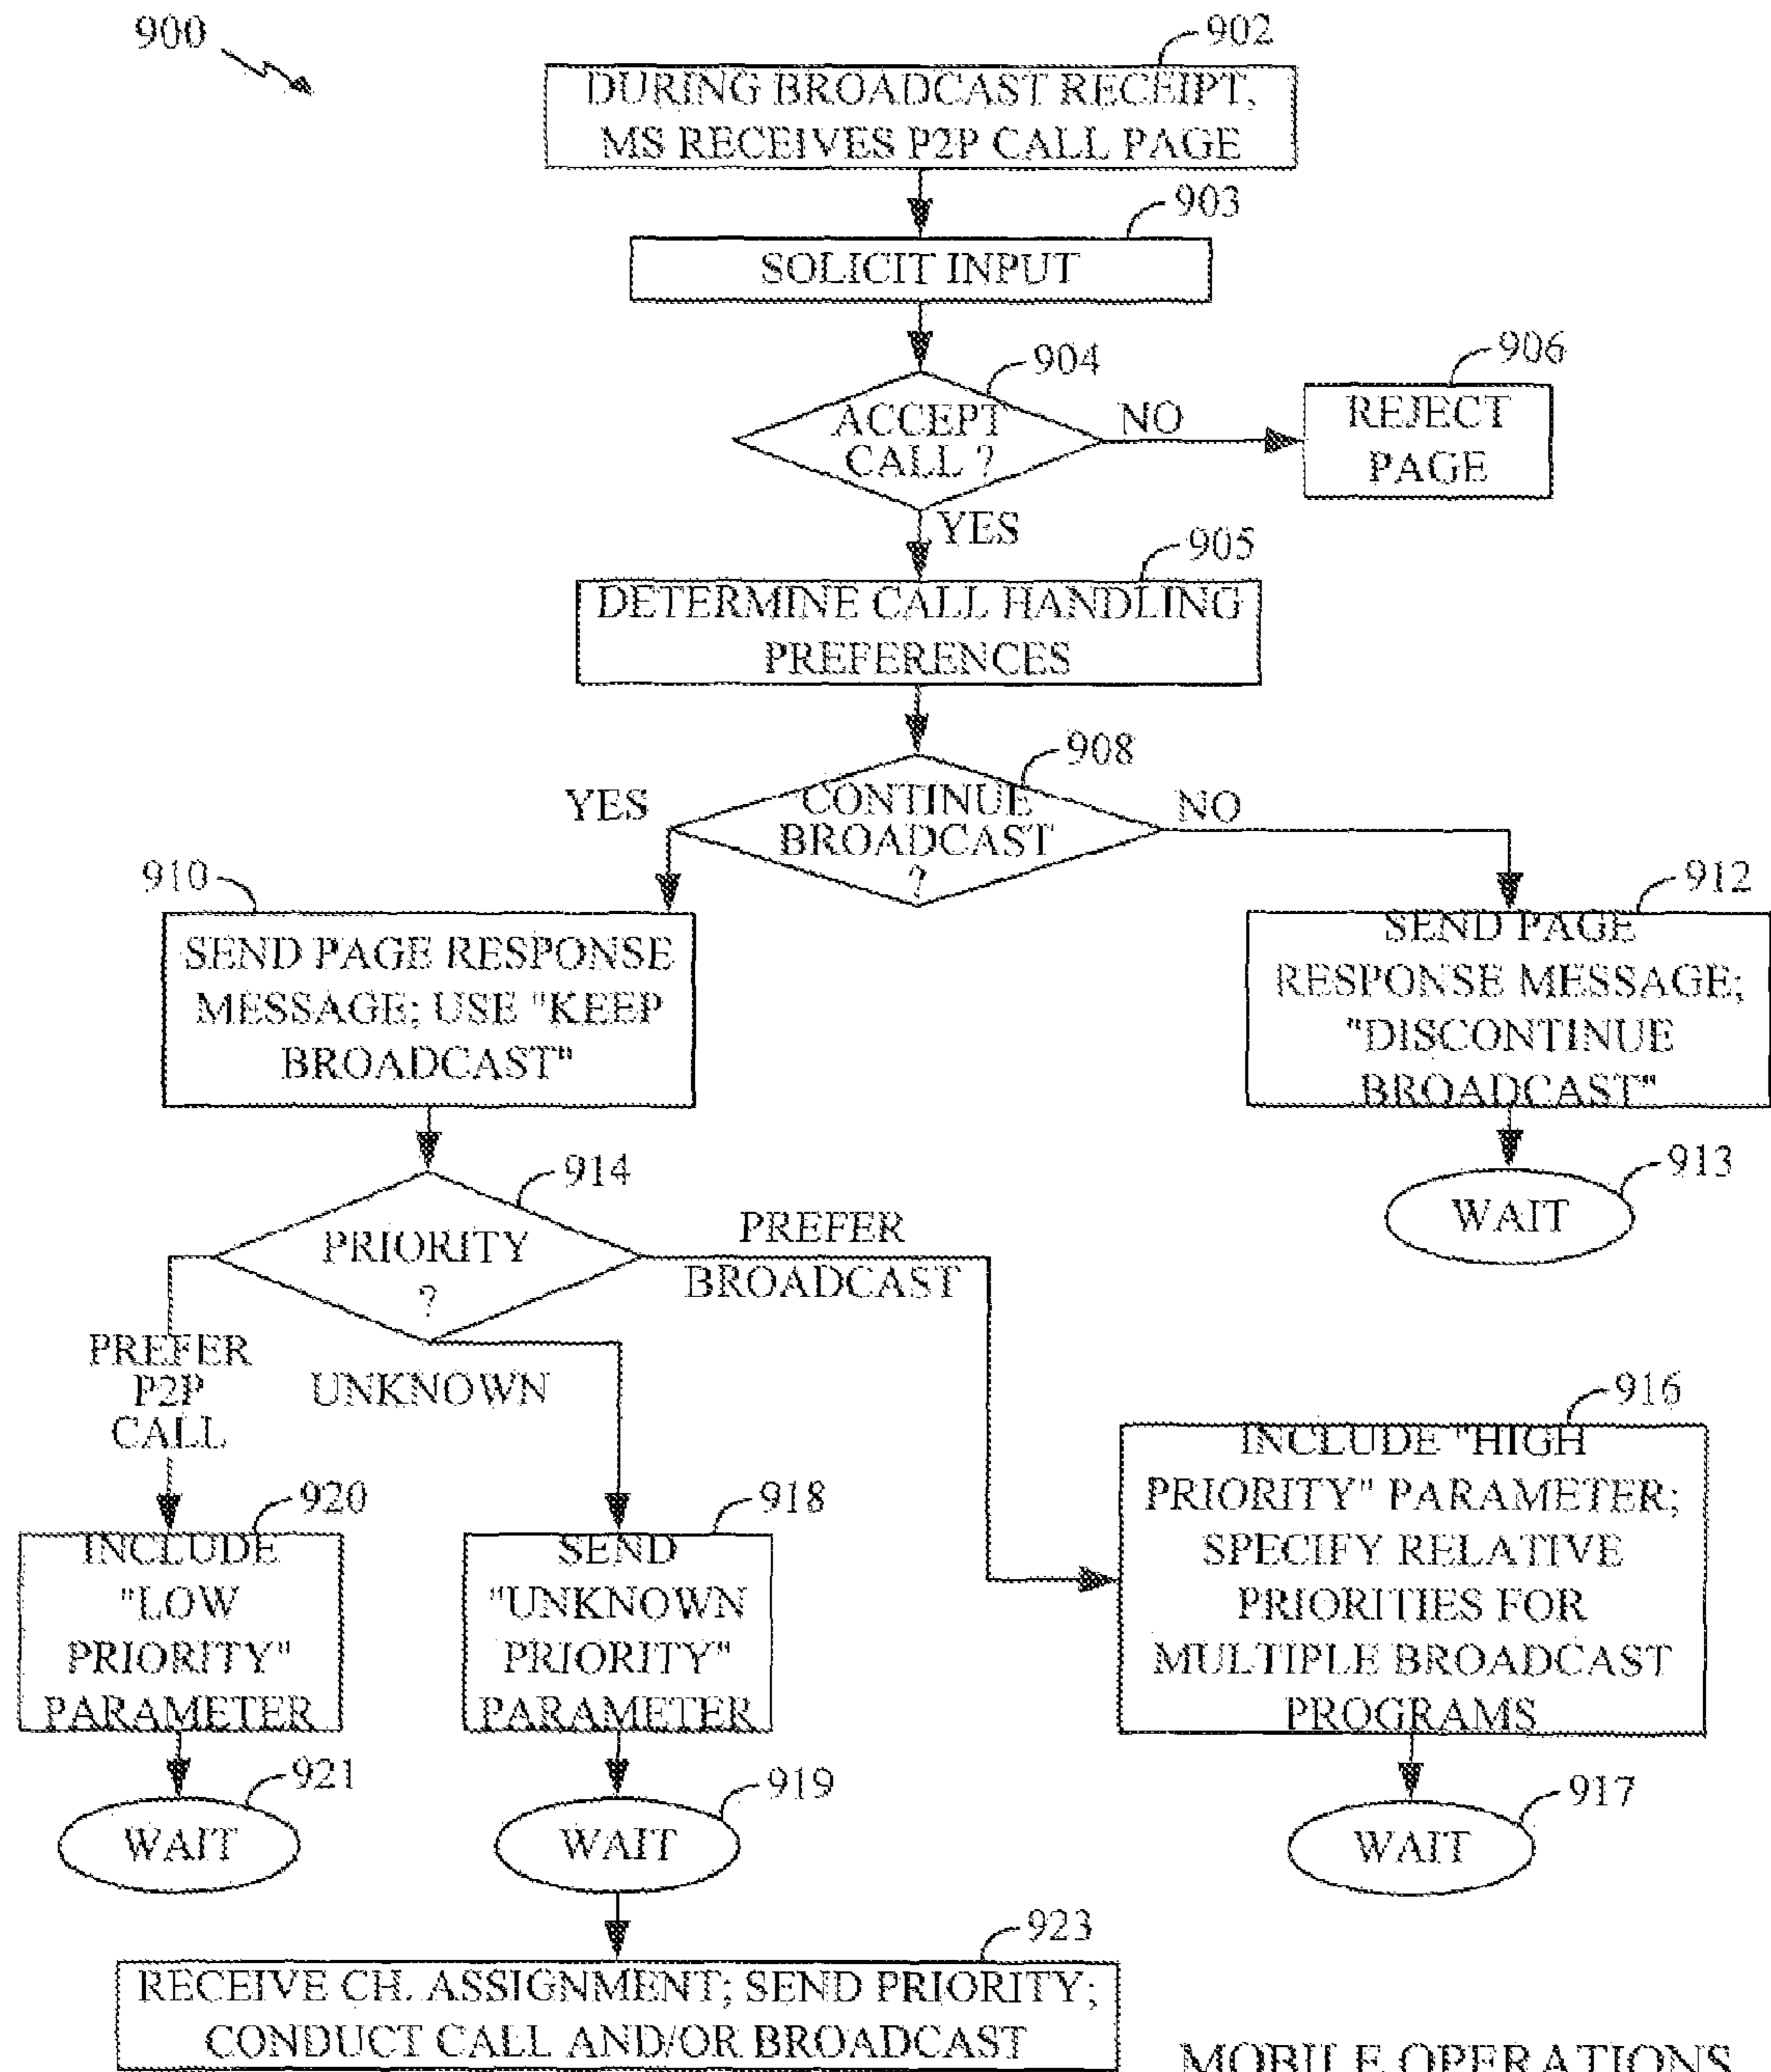 900
902
DURING BROADCAST RECEIPT,
MS RECEIVES P2P CALL PAGE
903
SOLICIT INPUT
904
ACCEPT
CALL ?
NO
906
REJECT
PAGE
YES
905
DETERMINE CALL HANDLING
PREFERENCES
908
CONTINUE
BROADCAST
?
YES
NO
910
SEND PAGE RESPONSE
MESSAGE; USE "KEEP
BROADCAST"
912
SEND PAGE
RESPONSE MESSAGE;
"DISCONTINUE
BROADCAST"
913
WAIT
914
PRIORITY
?
PREFER
BROADCAST
PREFER
P2P
CALL
UNKNOWN
916
INCLUDE "HIGH
PRIORITY" PARAMETER;
SPECIFY RELATIVE
PRIORITIES FOR
MULTIPLE BROADCAST
PROGRAMS
920
INCLUDE
"LOW
PRIORITY"
PARAMETER
918
SEND
"UNKNOWN
PRIORITY"
PARAMETER
921
WAIT
919
WAIT
917
WAIT
923
RECEIVE CH. ASSIGNMENT; SEND PRIORITY;
CONDUCT CALL AND/OR BROADCAST
MOBILE OPERATIONS